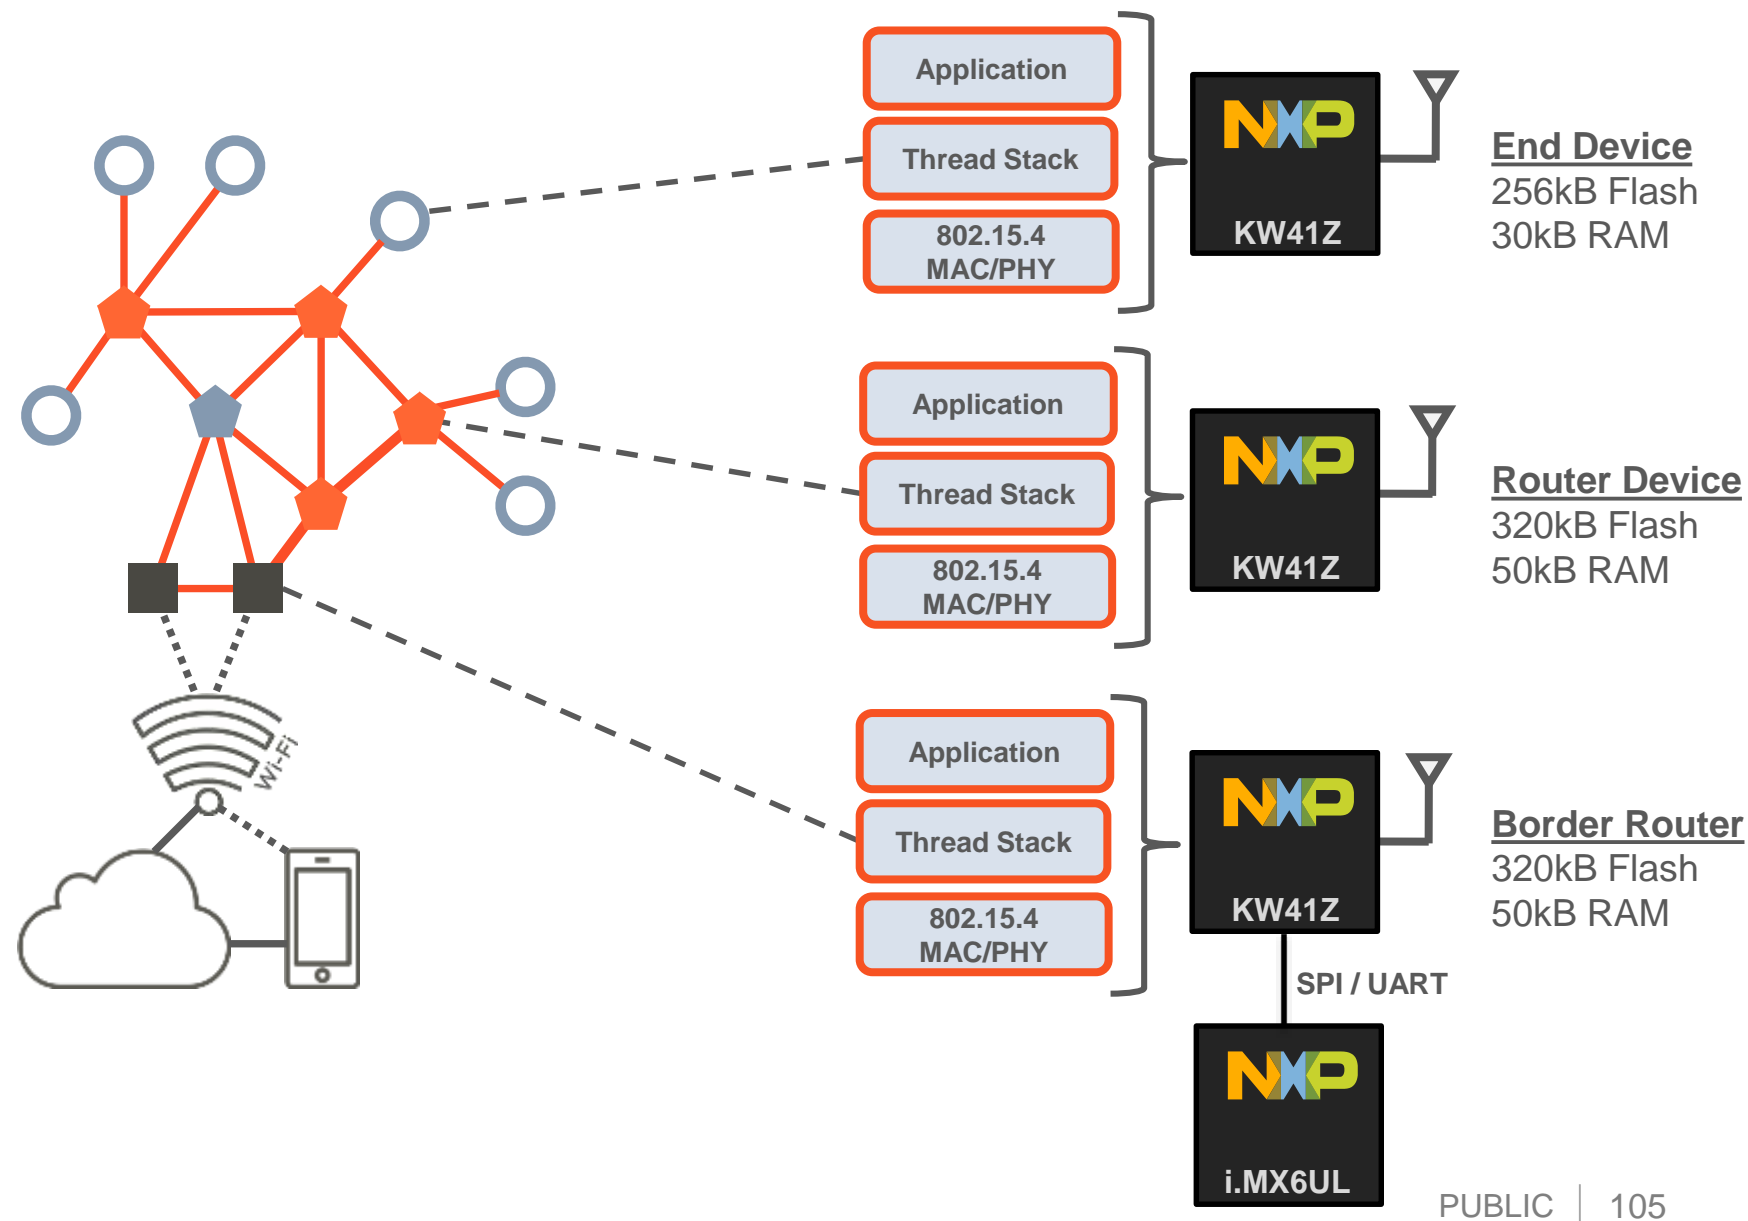 Application
Thread Stack
802.15.4
MAC/PHY
NXP
KW41Z
End Device
256kB Flash
30kB RAM
Application
Thread Stack
802.15.4
MAC/PHY
NXP
KW41Z
Router Device
320kB Flash
50kB RAM
Wi-Fi
Application
Thread Stack
802.15.4
MAC/PHY
NXP
KW41Z
Border Router
320kB Flash
50kB RAM
SPI / UART
NXP
i.MX6UL
PUBLIC 105